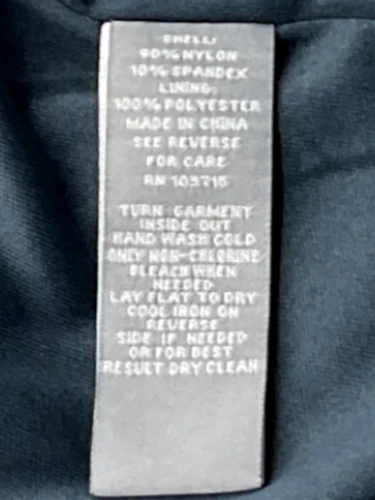 SHELL:
90% NYLON
10% SPANDEX
LINING:
100% POLYESTER
MADE IN CHINA
SEE REVERSE
FOR CARE
RN 103715
TURN GARMENT
INSIDE OUT
HAND WASH COLD
ONLY NON-CHLORINE
BLEACH WHEN
NEEDED
LAY FLAT TO DRY
COOL IRON ON
REVERSE
SIDE IF NEEDED
OR FOR BEST
RESULT DRY CLEAN